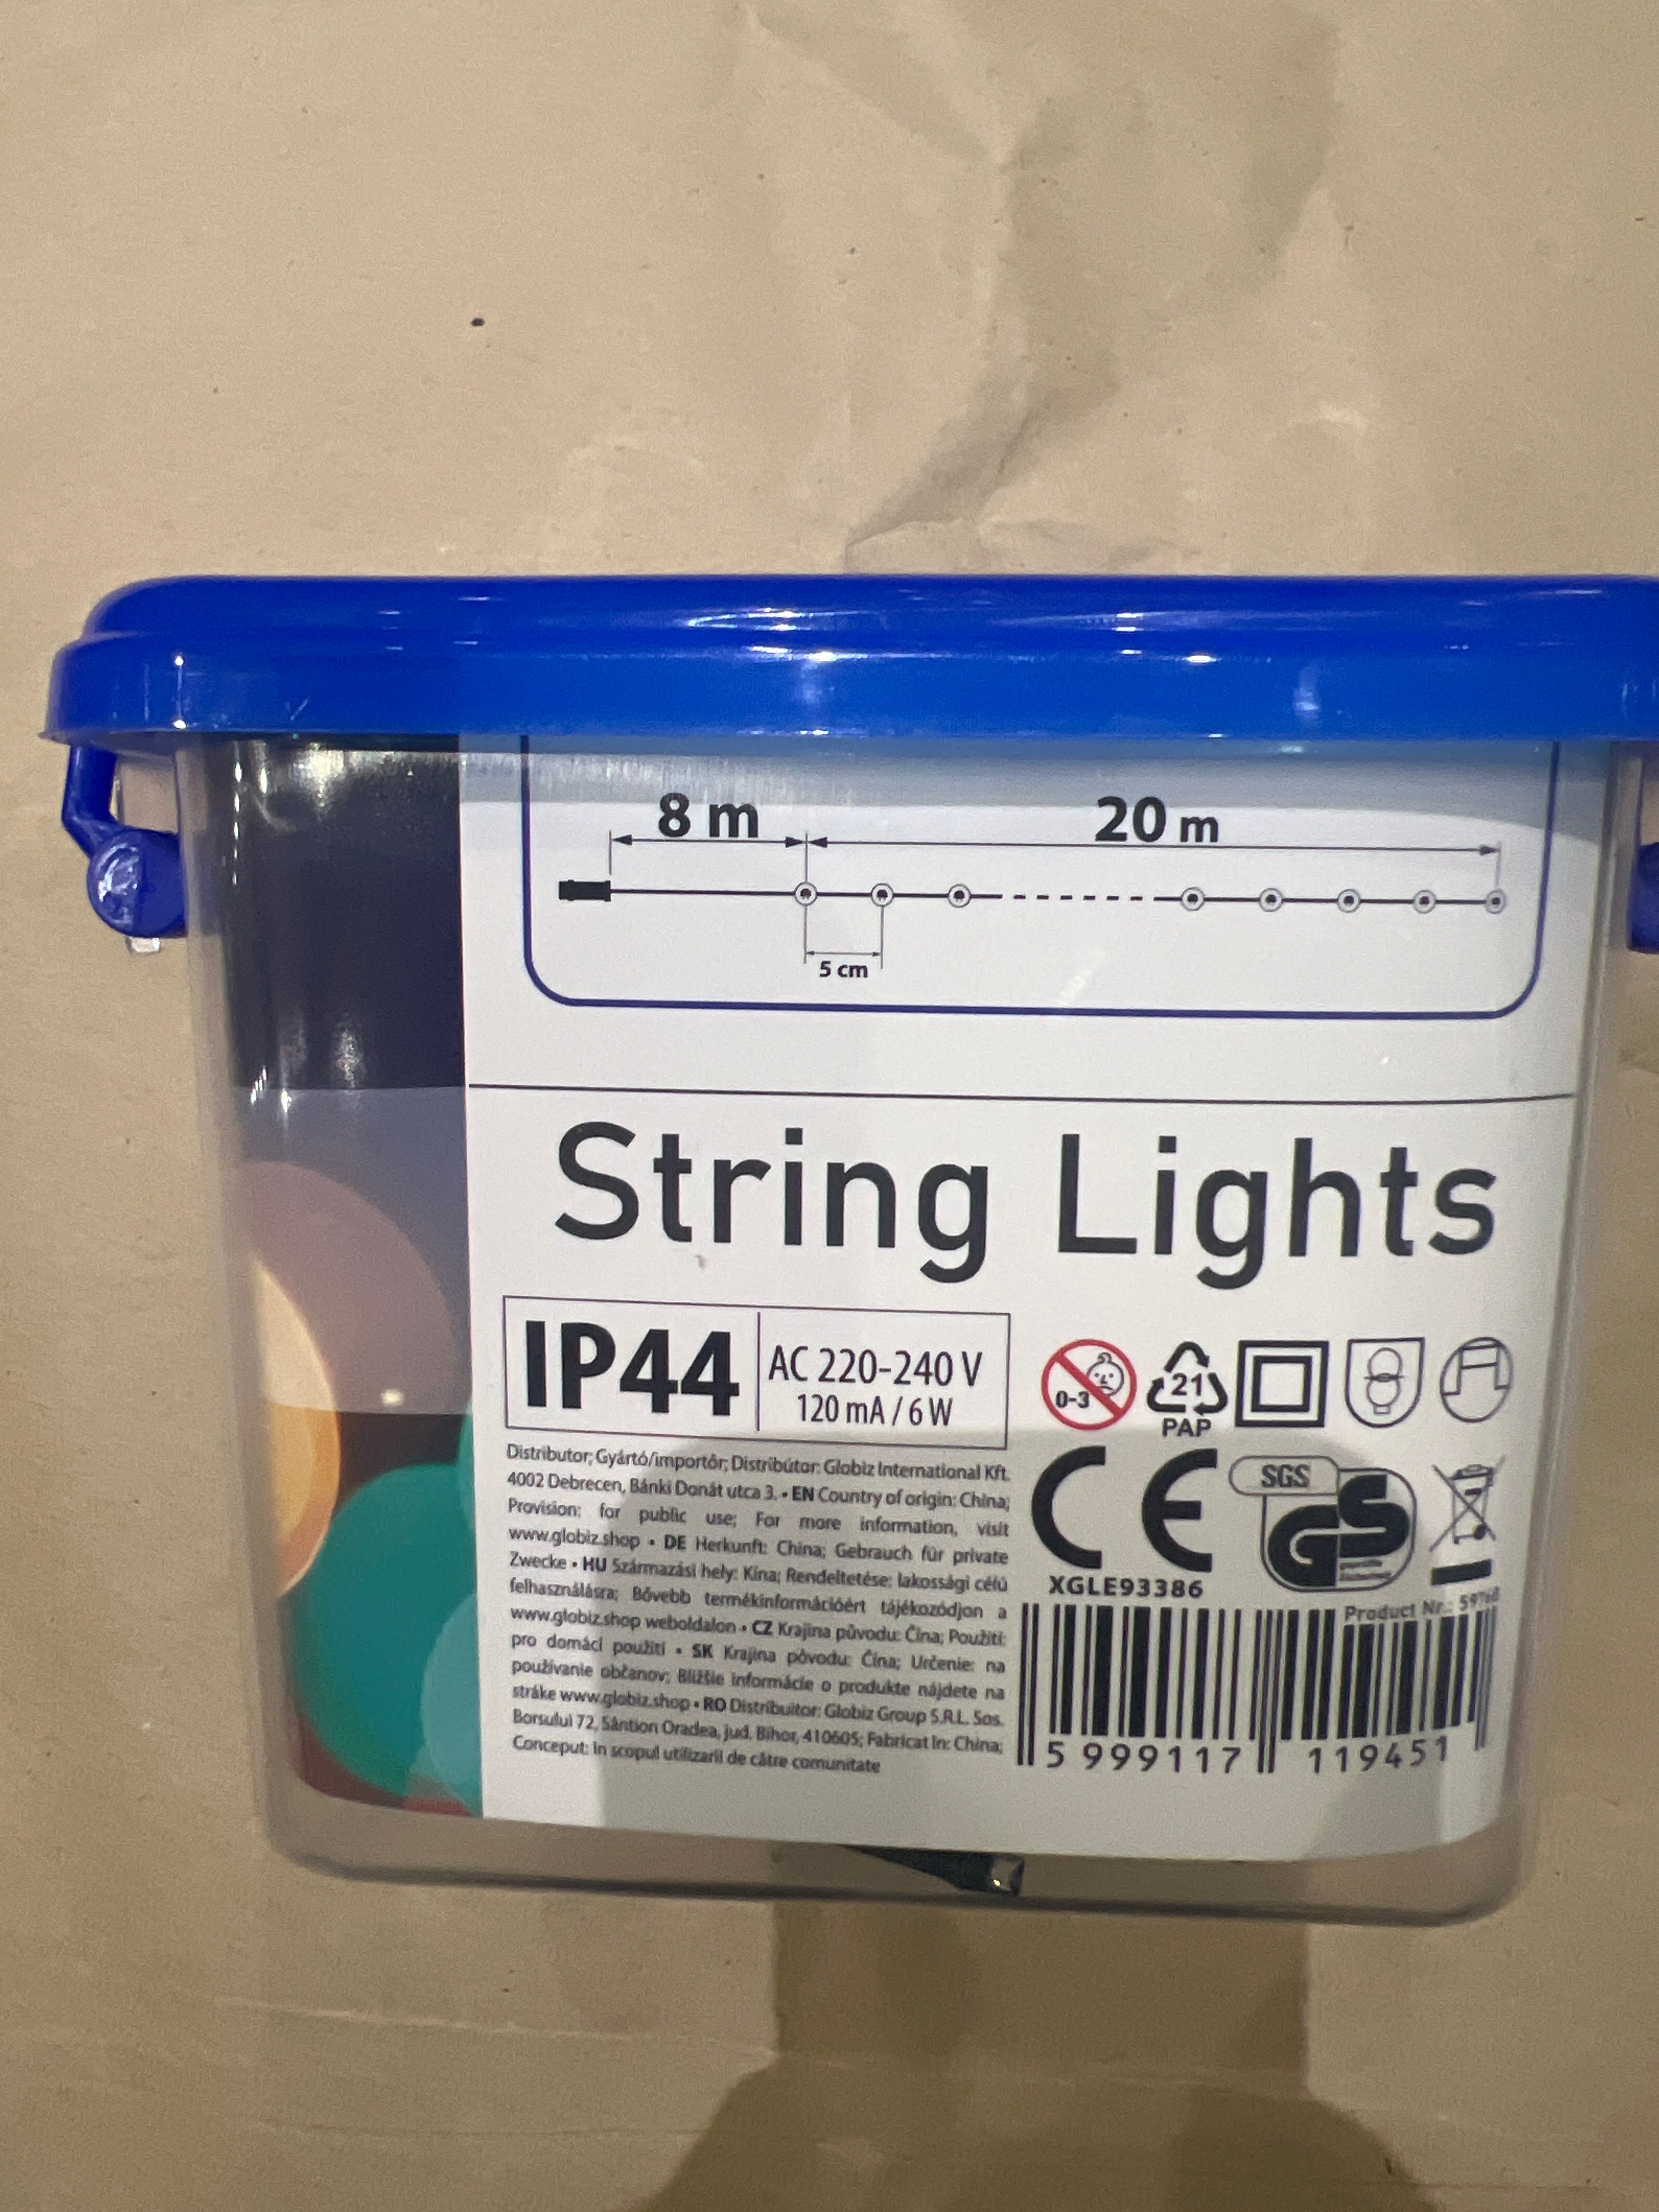 8 m 20 m
5 cm
String Lights
IP44
AC 220-240 V
120 mA / 6 W
0-3
21
PAP
Distributor; Gyártó/importőr; Distribútor: Globiz International Kft.
4002 Debrecen, Bánki Donát utca 3. • EN Country of origin: China;
Provision: for public use; For more information, visit
www.globiz.shop • DE Herkunft: China; Gebrauch für private
Zwecke • HU Származási hely: Kína; Rendeltetése: lakossági célú
felhasználásra; Bővebb termékinformációért tájékozódjon a
www.globiz.shop weboldalon • CZ Krajina původu: Čína; Použití:
pro domácí použití • SK Krajina pôvodu: Čína; Určenie: na
používanie občanov; Bližšie informácie o produkte nájdete na
stráke www.globiz.shop • RO Distribuitor: Globiz Group S.R.L. Sos.
Borsului 72, Sântion Oradea, jud. Bihor, 410605; Fabricat în: China;
Conceput: în scopul utilizarii de către comunitate
CE
SGS
GS
XGLE93386
Product Nr.:
5 999117 119451